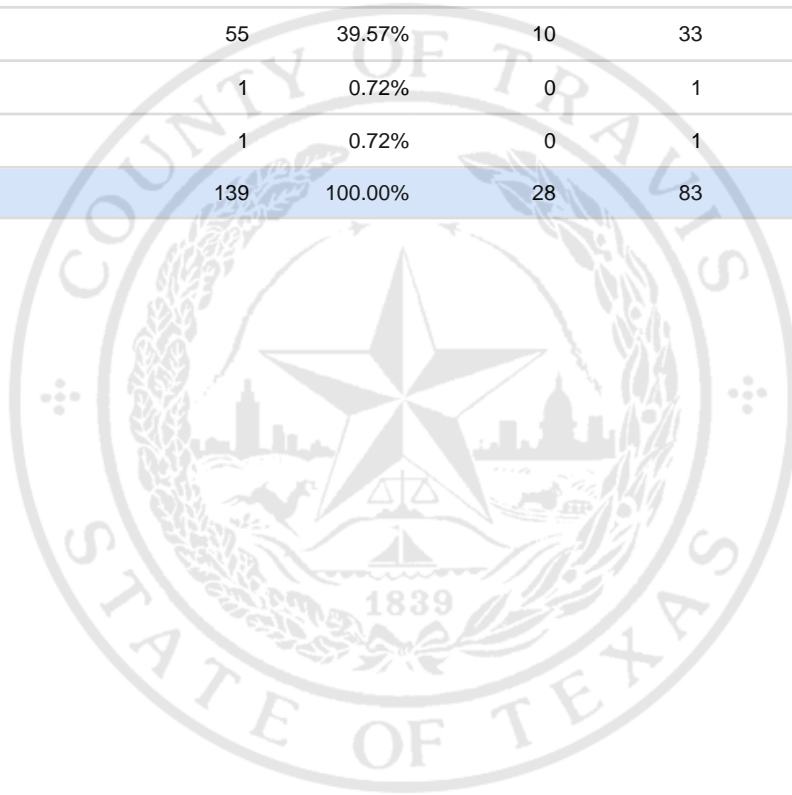 55 39.57% 10 33
1 0.72% 0 1
1 0.72% 0 1
139 100.00% 28 83
COUNTY OF TRAVIS
1839
STATE OF TEXAS